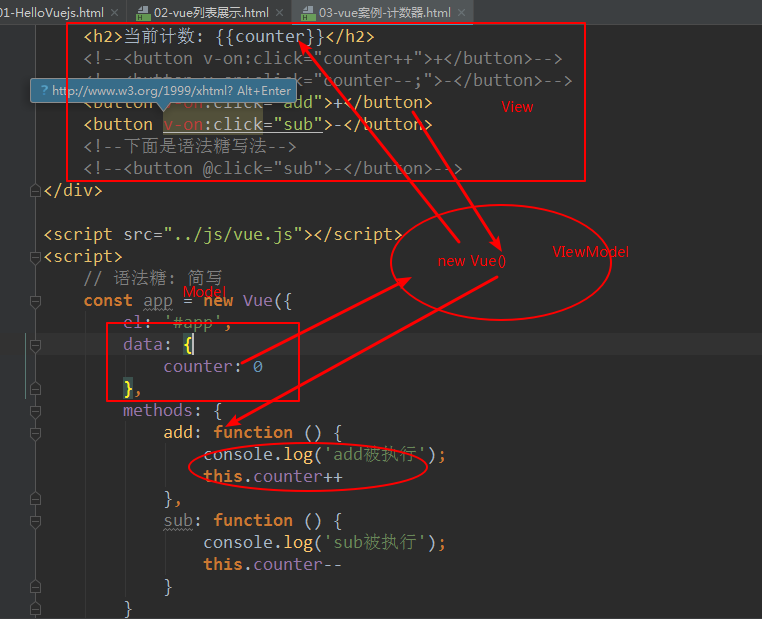 01-HelloVuejs.html × 02-vue列表展示.html × 03-vue案例-计数器.html ×
<h2>当前计数: {{counter}}</h2>
<!--<button v-on:click="counter++">+</button>-->
<!--<button v-on:click="counter--;">-</button>-->
? http://www.w3.org/1999/xhtml? Alt+Enter
<button v-on:click="add">+</button>
View
<button v-on:click="sub">-</button>
<!--下面是语法糖写法-->
<!--<button @click="sub">-</button>-->
</div>
<script src="../js/vue.js"></script>
new Vue()
VIewModel
<script>
// 语法糖: 简写
Model
const app = new Vue({
el: '#app',
data: {
counter: 0
},
methods: {
add: function () {
console.log('add被执行');
this.counter++
},
sub: function () {
console.log('sub被执行');
this.counter--
}
}